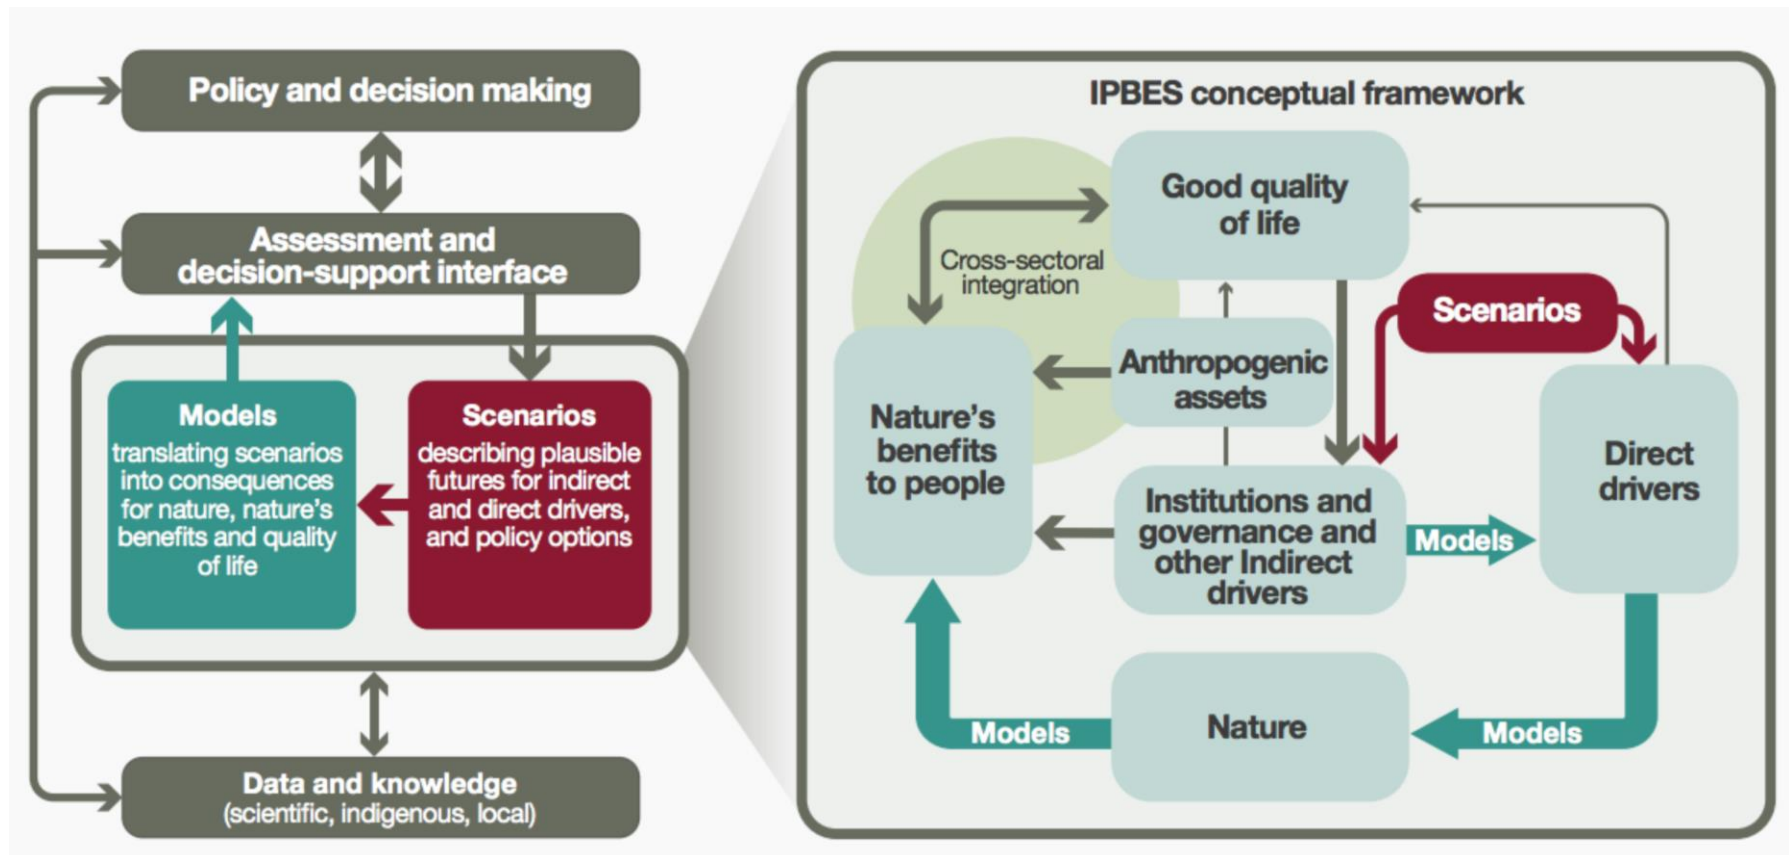 Policy and decision making
Assessment and
decision-support interface
Models
translating scenarios
into consequences
for nature, nature's
benefits and quality
of life
Scenarios
describing plausible
futures for indirect
and direct drivers,
and policy options
Data and knowledge
(scientific, indigenous, local)
IPBES conceptual framework
Good quality
of life
Cross-sectoral
integration
Scenarios
Anthropogenic
assets
Nature's
benefits
to people
Direct
drivers
Institutions and
governance and
other Indirect
drivers
Models
Nature
Models
Models